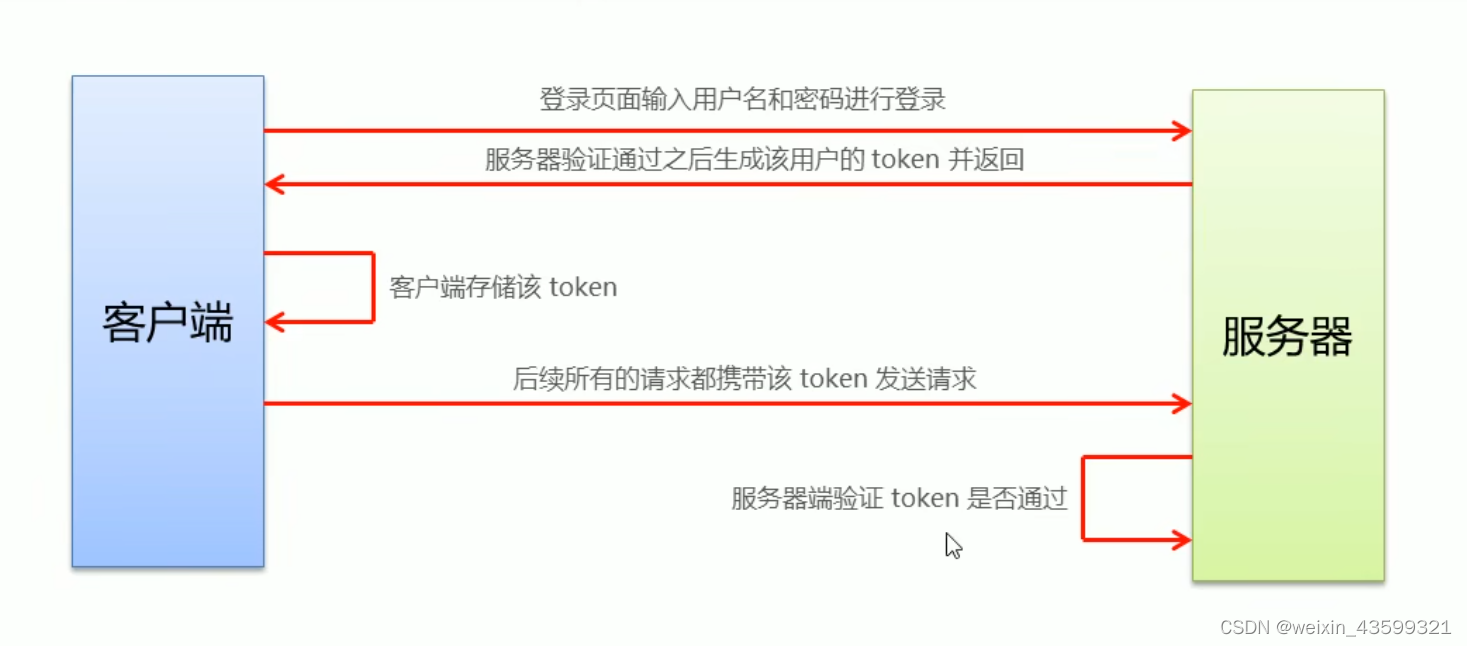 登录页面输入用户名和密码进行登录
服务器验证通过之后生成该用户的 token 并返回
客户端存储该 token
客户端
服务器
后续所有的请求都携带该 token 发送请求
服务器端验证 token 是否通过
CSDN @weixin_43599321